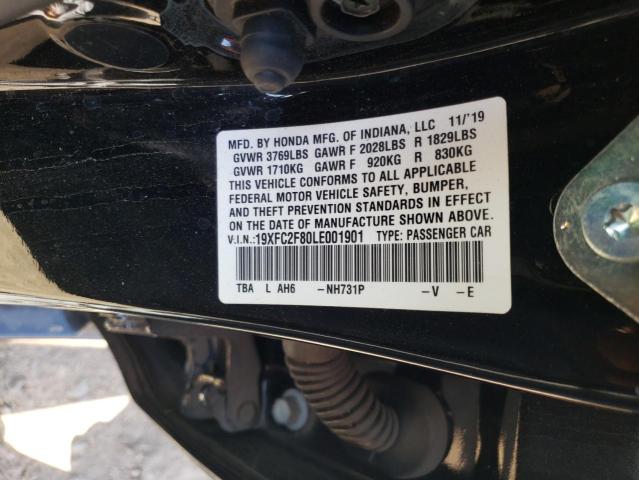 MFD. BY HONDA MFG. OF INDIANA, LLC 11/'19
GVWR 3769LBS GAWR F 2028LBS R 1829LBS
GVWR 1710KG GAWR F 920KG R 830KG
THIS VEHICLE CONFORMS TO ALL APPLICABLE
FEDERAL MOTOR VEHICLE SAFETY, BUMPER,
AND THEFT PREVENTION STANDARDS IN EFFECT
ON THE DATE OF MANUFACTURE SHOWN ABOVE.
V.I.N.:19XFC2F80LE001901 TYPE: PASSENGER CAR
TBA L AH6 -NH731P -V -E